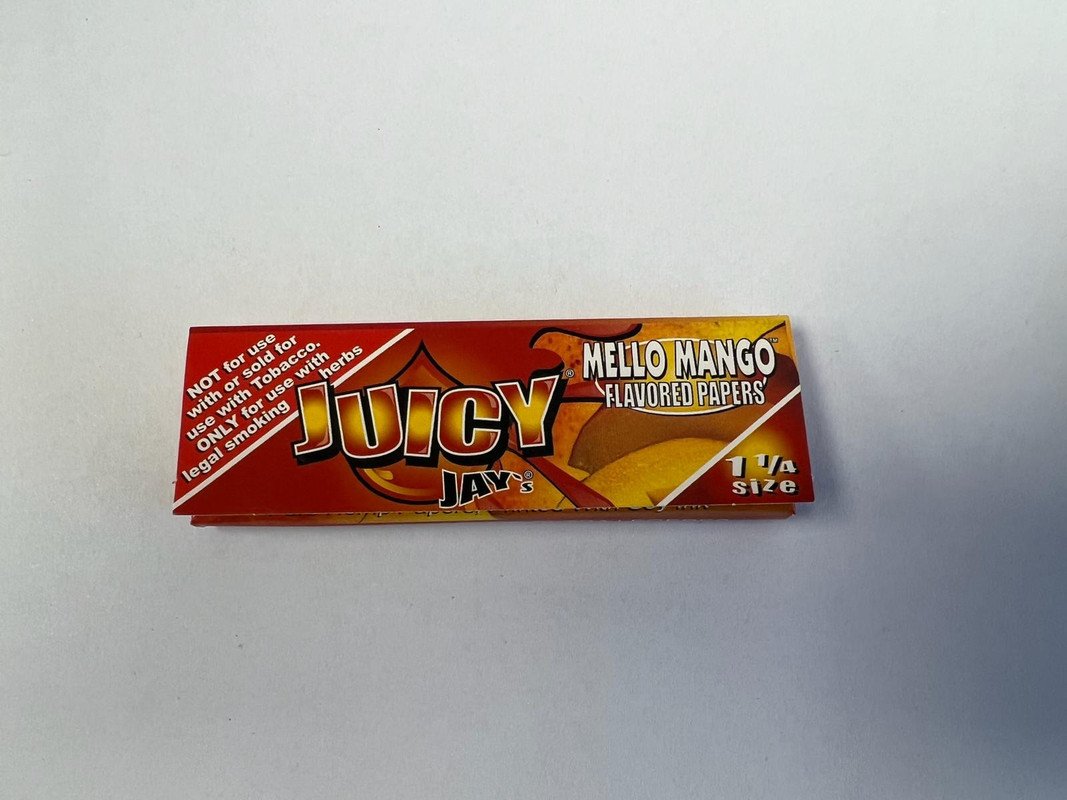 NOT for use
with or sold for
use with Tobacco.
ONLY for use with
legal smoking herbs
JUICY®
JAY's®
MELLO MANGO™
FLAVORED PAPERS
1 1/4
size